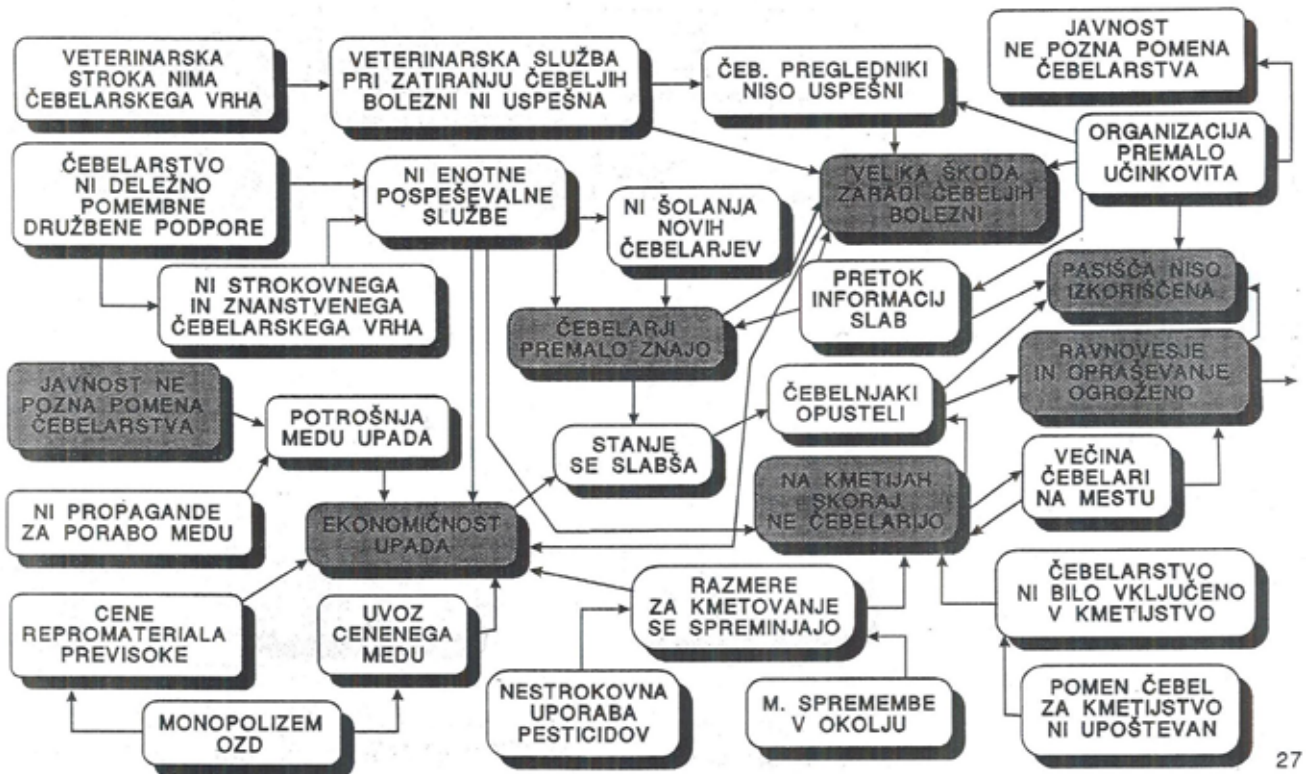 VETERINARSKA
STROKA NIMA
ČEBELARSKEGA VRHA
VETERINARSKA SLUŽBA
PRI ZATIRANJU ČEBELJIH
BOLEZNI NI USPEŠNA
ČEB. PREGLEDNIKI
NISO USPEŠNI
JAVNOST
NE POZNA POMENA
ČEBELARSTVA
ČEBELARSTVO
NI DELEŽNO
POMEMBNE
DRUŽBENE PODPORE
NI ENOTNE
POSPEŠEVALNE
SLUŽBE
NI ŠOLANJA
NOVIH
ČEBELARJEV
VELIKA ŠKODA
ZARADI ČEBELJIH
BOLEZNI
ORGANIZACIJA
PREMALO
UČINKOVITA
NI STROKOVNEGA
IN ZNANSTVENEGA
ČEBELARSKEGA VRHA
ČEBELARJI
PREMALO ZNAJO
PRETOK
INFORMACIJ
SLAB
PASIŠČA NISO
IZKORIŠČENA
JAVNOST NE
POZNA POMENA
ČEBELARSTVA
POTROŠNJA
MEDU UPADA
STANJE
SE SLABŠA
ČEBELNJAKI
OPUSTELI
RAVNOVESJE
IN OPRAŠEVANJE
OGROŽENO
NI PROPAGANDE
ZA PORABO MEDU
EKONOMIČNOST
UPADA
NA KMETIJAH
SKORAJ
NE ČEBELARIJO
VEČINA
ČEBELARI
NA MESTU
CENE
REPROMATERIALA
PREVISOKE
UVOZ
CENENEGA
MEDU
RAZMERE
ZA KMETOVANJE
SE SPREMINJAJO
ČEBELARSTVO
NI BILO VKLJUČENO
V KMETIJSTVO
MONOPOLIZEM
OZD
NESTROKOVNA
UPORABA
PESTICIDOV
M. SPREMEMBE
V OKOLJU
POMEN ČEBEL
ZA KMETIJSTVO
NI UPOŠTEVAN
27